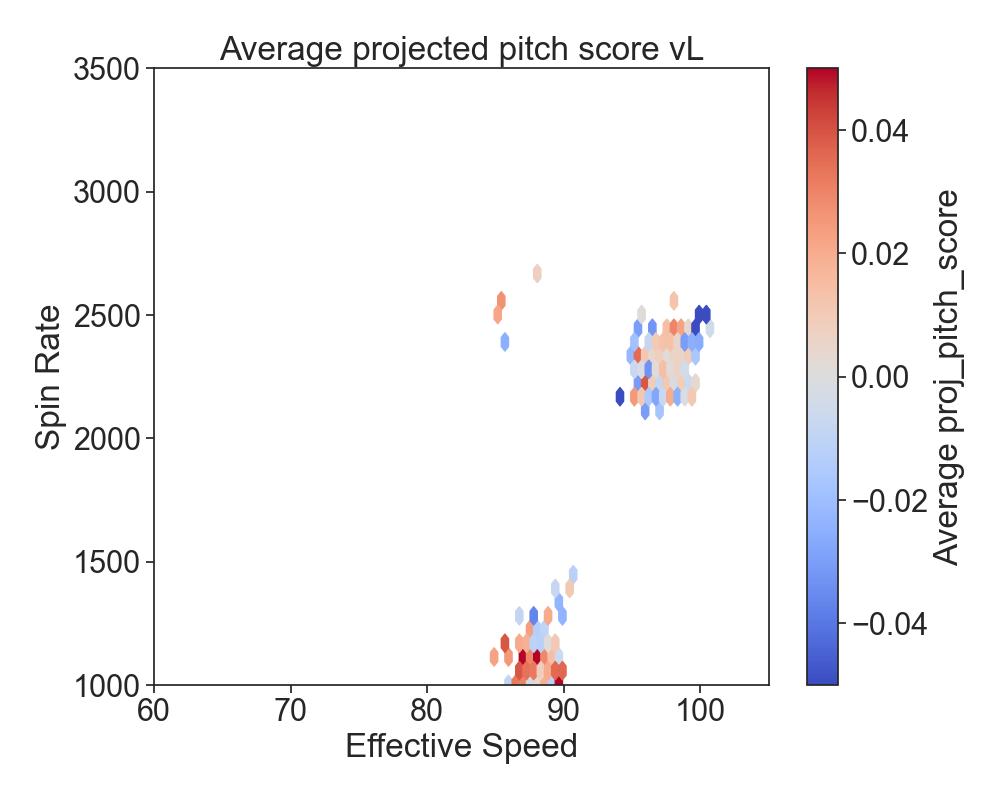 Average projected pitch score vL
3500
3000
2500
2000
1500
1000
Spin Rate
60 70 80 90 100
Effective Speed
0.04
0.02
0.00
−0.02
−0.04
Average proj_pitch_score